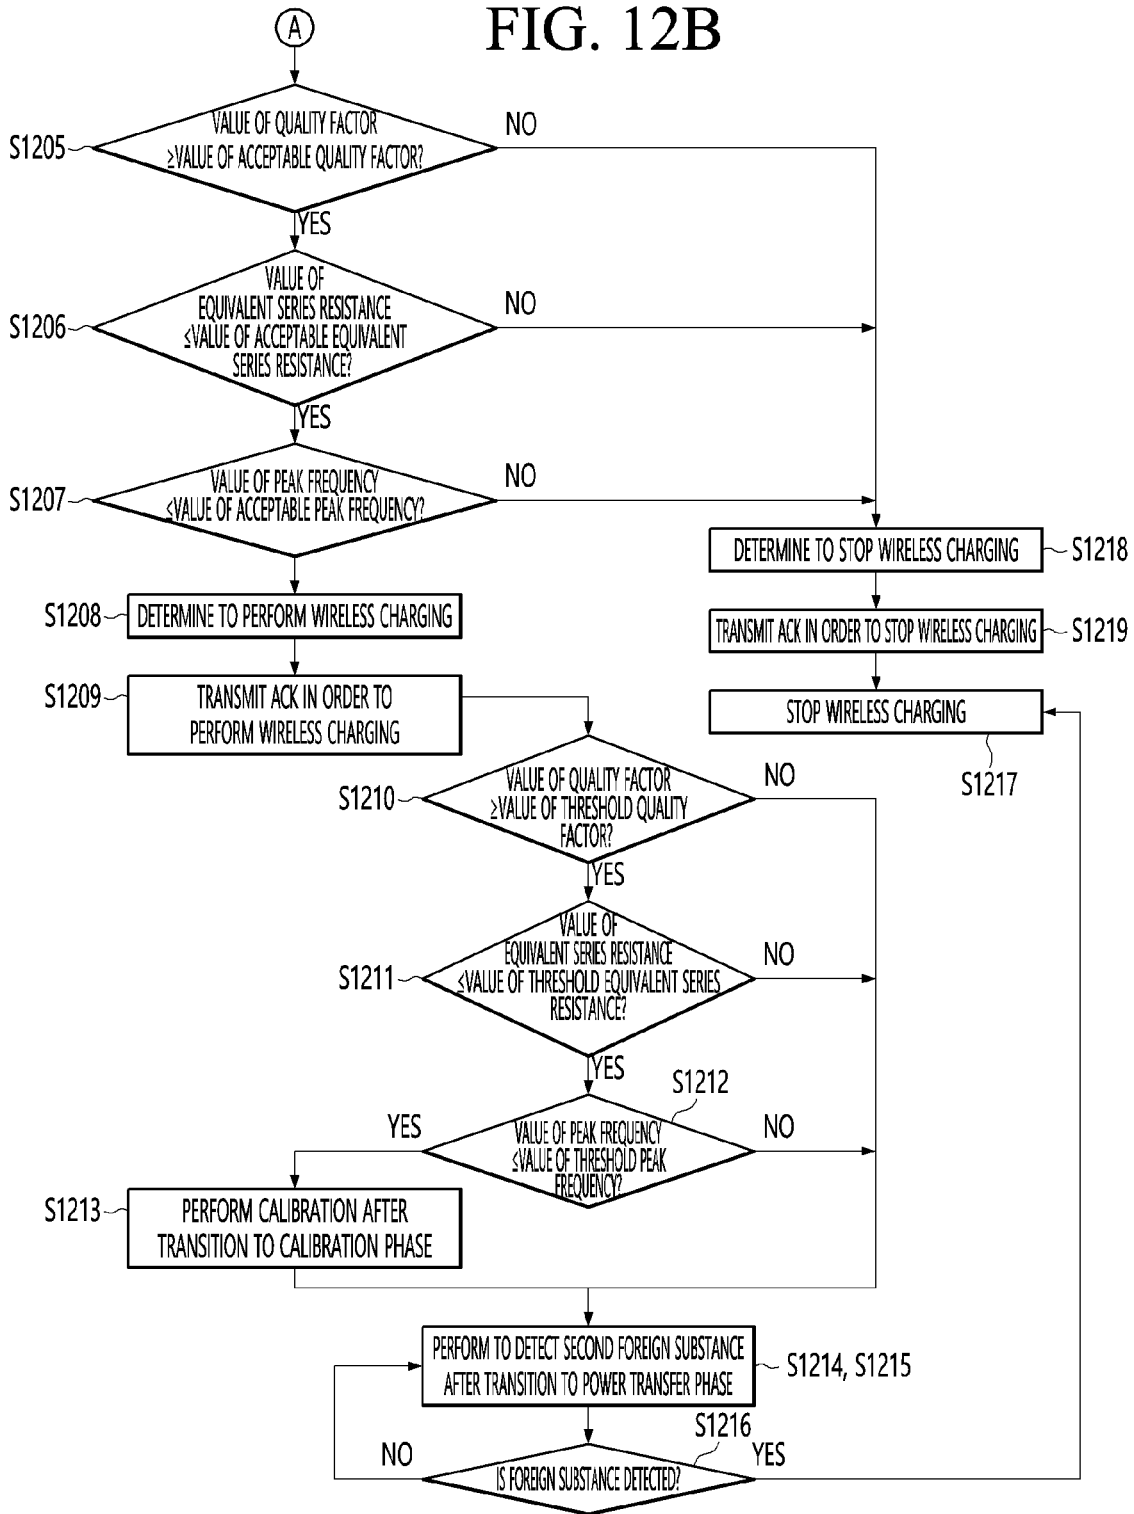 FIG. 12B
A
S1205
VALUE OF QUALITY FACTOR
≥VALUE OF ACCEPTABLE QUALITY FACTOR?
NO
YES
S1206
VALUE OF
EQUIVALENT SERIES RESISTANCE
≤VALUE OF ACCEPTABLE EQUIVALENT
SERIES RESISTANCE?
NO
YES
S1207
VALUE OF PEAK FREQUENCY
≤VALUE OF ACCEPTABLE PEAK FREQUENCY?
NO
DETERMINE TO STOP WIRELESS CHARGING
S1218
S1208
DETERMINE TO PERFORM WIRELESS CHARGING
TRANSMIT ACK IN ORDER TO STOP WIRELESS CHARGING
S1219
S1209
TRANSMIT ACK IN ORDER TO
PERFORM WIRELESS CHARGING
STOP WIRELESS CHARGING
S1217
S1210
VALUE OF QUALITY FACTOR
≥VALUE OF THRESHOLD QUALITY
FACTOR?
NO
YES
S1211
VALUE OF
EQUIVALENT SERIES RESISTANCE
≤VALUE OF THRESHOLD EQUIVALENT SERIES
RESISTANCE?
NO
YES
S1212
YES
VALUE OF PEAK FREQUENCY
≤VALUE OF THRESHOLD PEAK
FREQUENCY?
NO
S1213
PERFORM CALIBRATION AFTER
TRANSITION TO CALIBRATION PHASE
PERFORM TO DETECT SECOND FOREIGN SUBSTANCE
AFTER TRANSITION TO POWER TRANSFER PHASE
S1214, S1215
S1216
NO
IS FOREIGN SUBSTANCE DETECTED?
YES